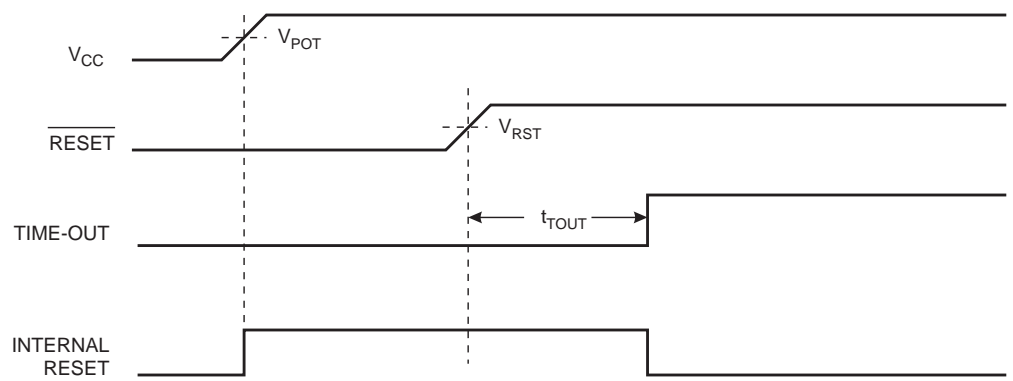 V_CC
V_POT
RESET
V_RST
TIME-OUT
t_TOUT
INTERNAL
RESET